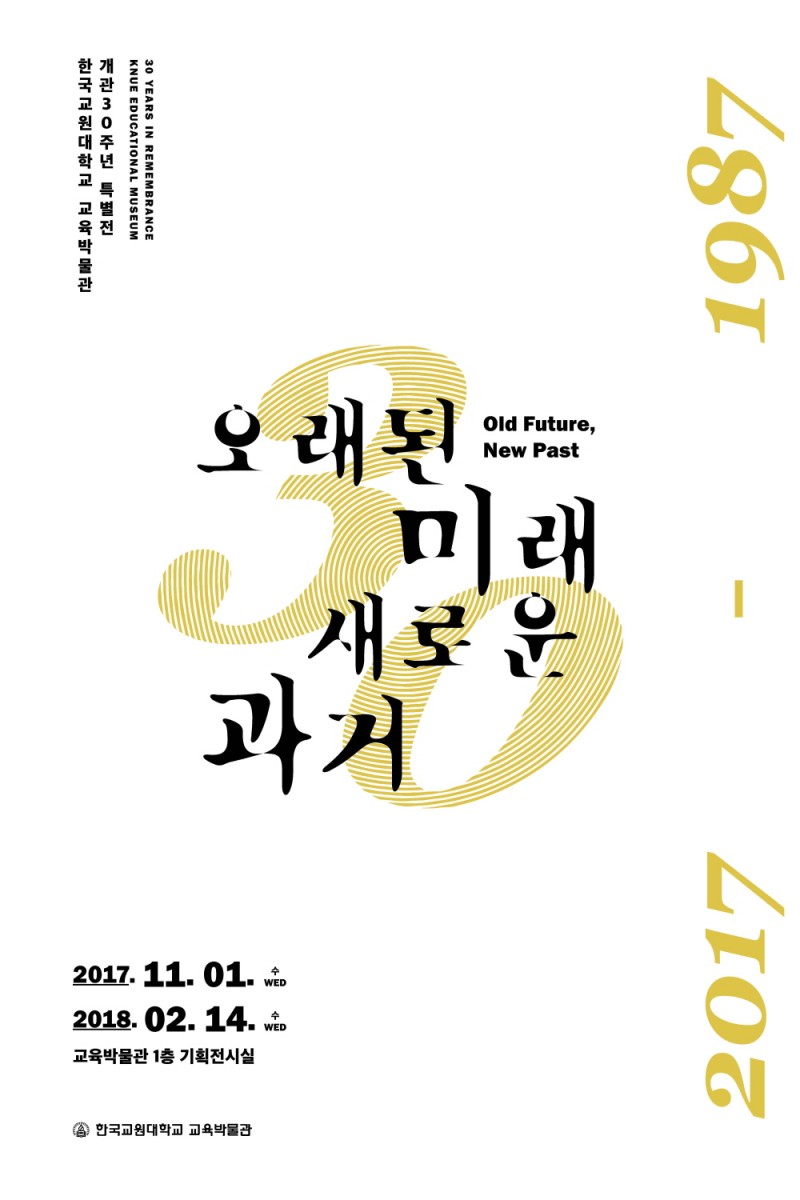 개관30주년 특별전
한국교원대학교 교육박물관
30 YEARS IN REMEMBRANCE
KNUE EDUCATIONAL MUSEUM
1987
–
2017
30
오래된
Old Future,
New Past
미래
새로운
과거
2017. 11. 01. 수 WED
2018. 02. 14. 수 WED
교육박물관 1층 기획전시실
한국교원대학교 교육박물관